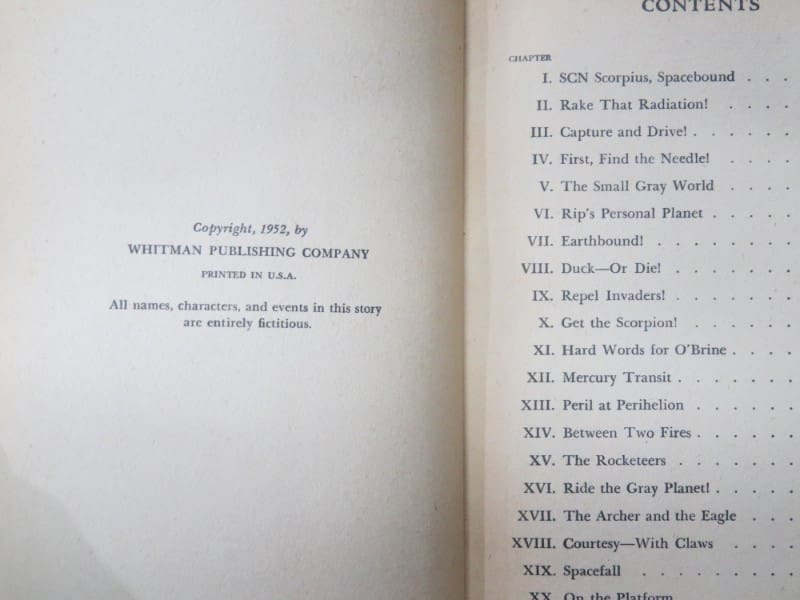 Copyright, 1952, by
WHITMAN PUBLISHING COMPANY
PRINTED IN U.S.A.
All names, characters, and events in this story
are entirely fictitious.
CONTENTS
CHAPTER
I. SCN Scorpius, Spacebound . . .
II. Rake That Radiation! . . . .
III. Capture and Drive! . . . . .
IV. First, Find the Needle! . . . .
V. The Small Gray World . . . .
VI. Rip's Personal Planet . . . . .
VII. Earthbound! . . . . . . .
VIII. Duck—Or Die! . . . . . .
IX. Repel Invaders! . . . . . .
X. Get the Scorpion! . . . . .
XI. Hard Words for O'Brine . . . .
XII. Mercury Transit . . . . . .
XIII. Peril at Perihelion . . . . .
XIV. Between Two Fires . . . . .
XV. The Rocketeers . . . . . .
XVI. Ride the Gray Planet! . . . . .
XVII. The Archer and the Eagle . . .
XVIII. Courtesy—With Claws . . . .
XIX. Spacefall . . . . . . . .
XX. On the Platform